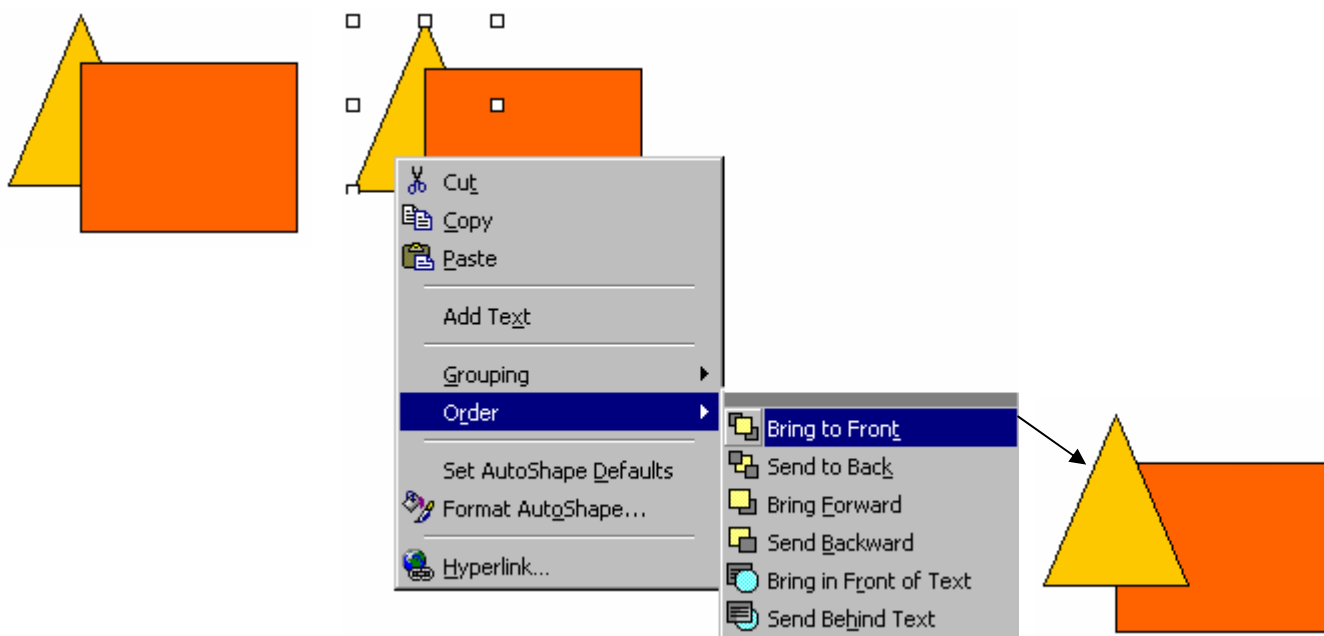 Cut
Copy
Paste
Add Text
Grouping
Order
Set AutoShape Defaults
Format AutoShape...
Hyperlink...
Bring to Front
Send to Back
Bring Forward
Send Backward
Bring in Front of Text
Send Behind Text